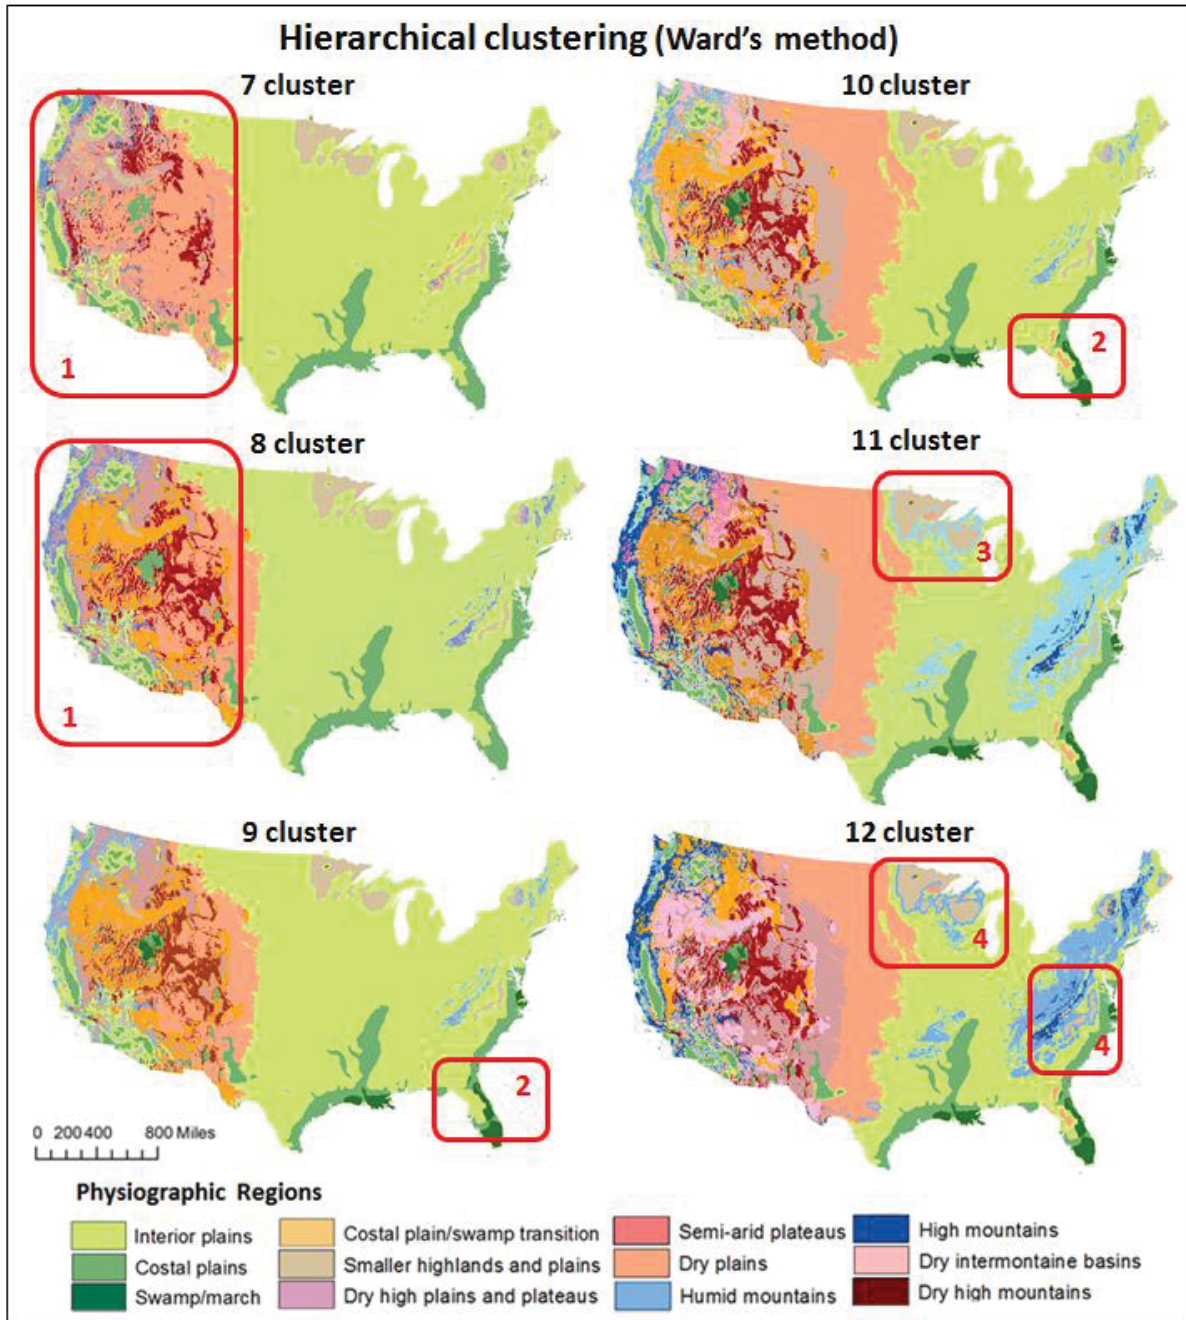 Hierarchical clustering (Ward's method)
7 cluster
10 cluster
1
2
8 cluster
11 cluster
1
3
9 cluster
12 cluster
2
4
4
0 200 400 800 Miles
Physiographic Regions
Interior plains
Costal plains
Swamp/march
Costal plain/swamp transition
Smaller highlands and plains
Dry high plains and plateaus
Semi-arid plateaus
Dry plains
Humid mountains
High mountains
Dry intermontaine basins
Dry high mountains